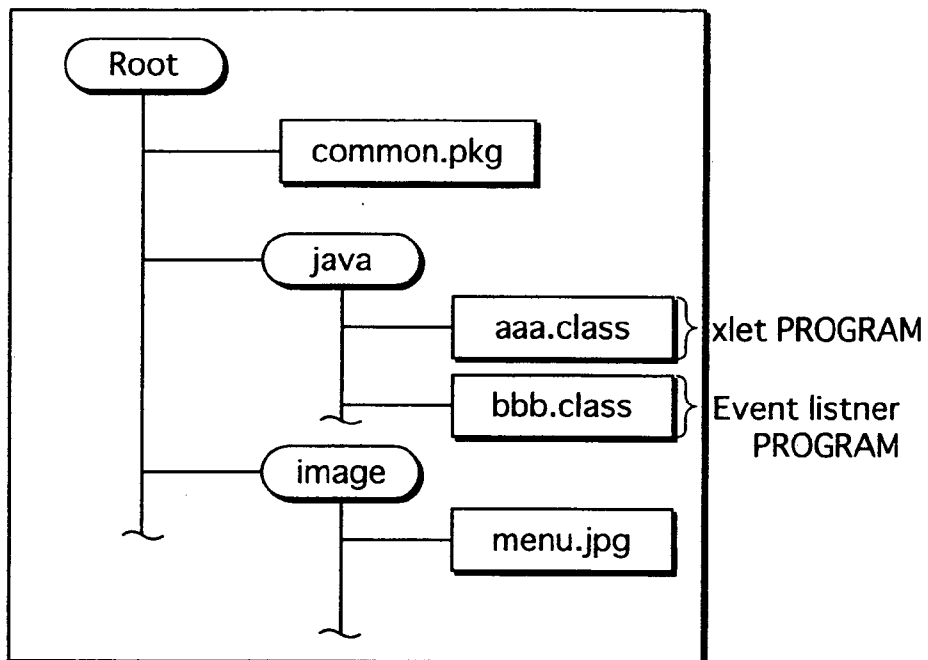 Root
common.pkg
java
aaa.class
xlet PROGRAM
bbb.class
Event listner
PROGRAM
image
menu.jpg